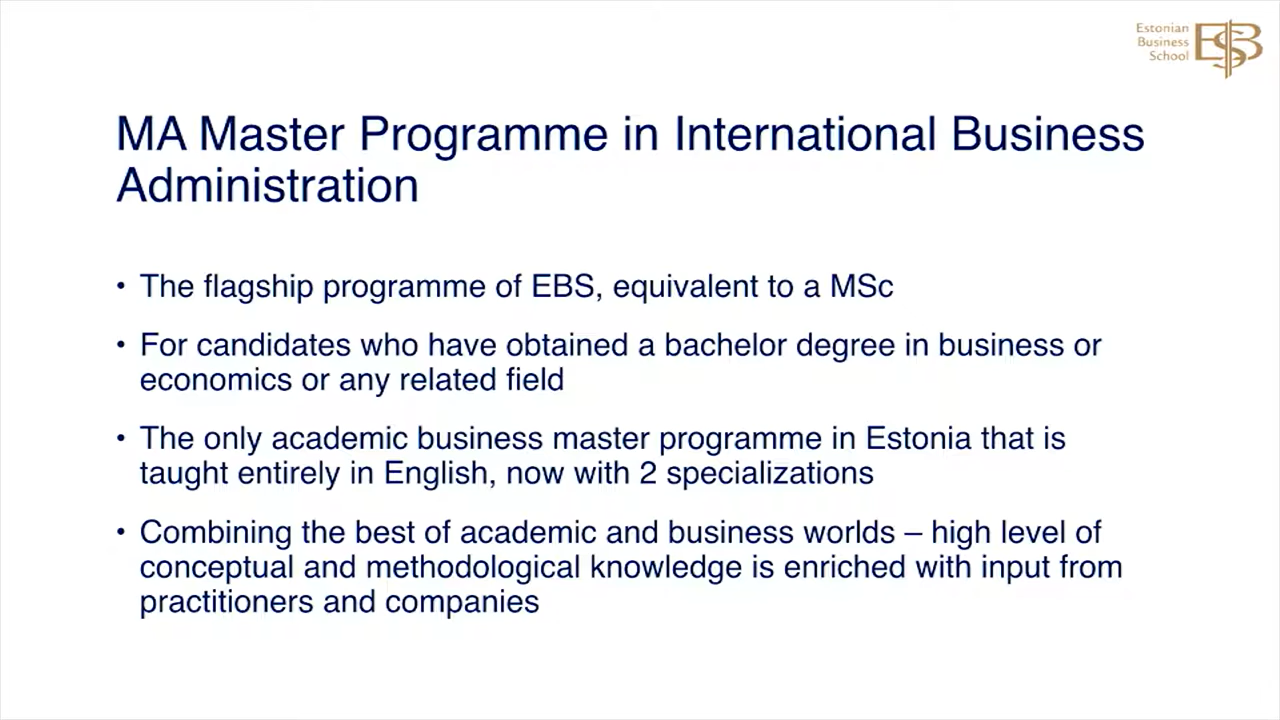 Estonian
Business
School
EBS
MA Master Programme in International Business
Administration
• The flagship programme of EBS, equivalent to a MSc
• For candidates who have obtained a bachelor degree in business or
economics or any related field
• The only academic business master programme in Estonia that is
taught entirely in English, now with 2 specializations
• Combining the best of academic and business worlds – high level of
conceptual and methodological knowledge is enriched with input from
practitioners and companies